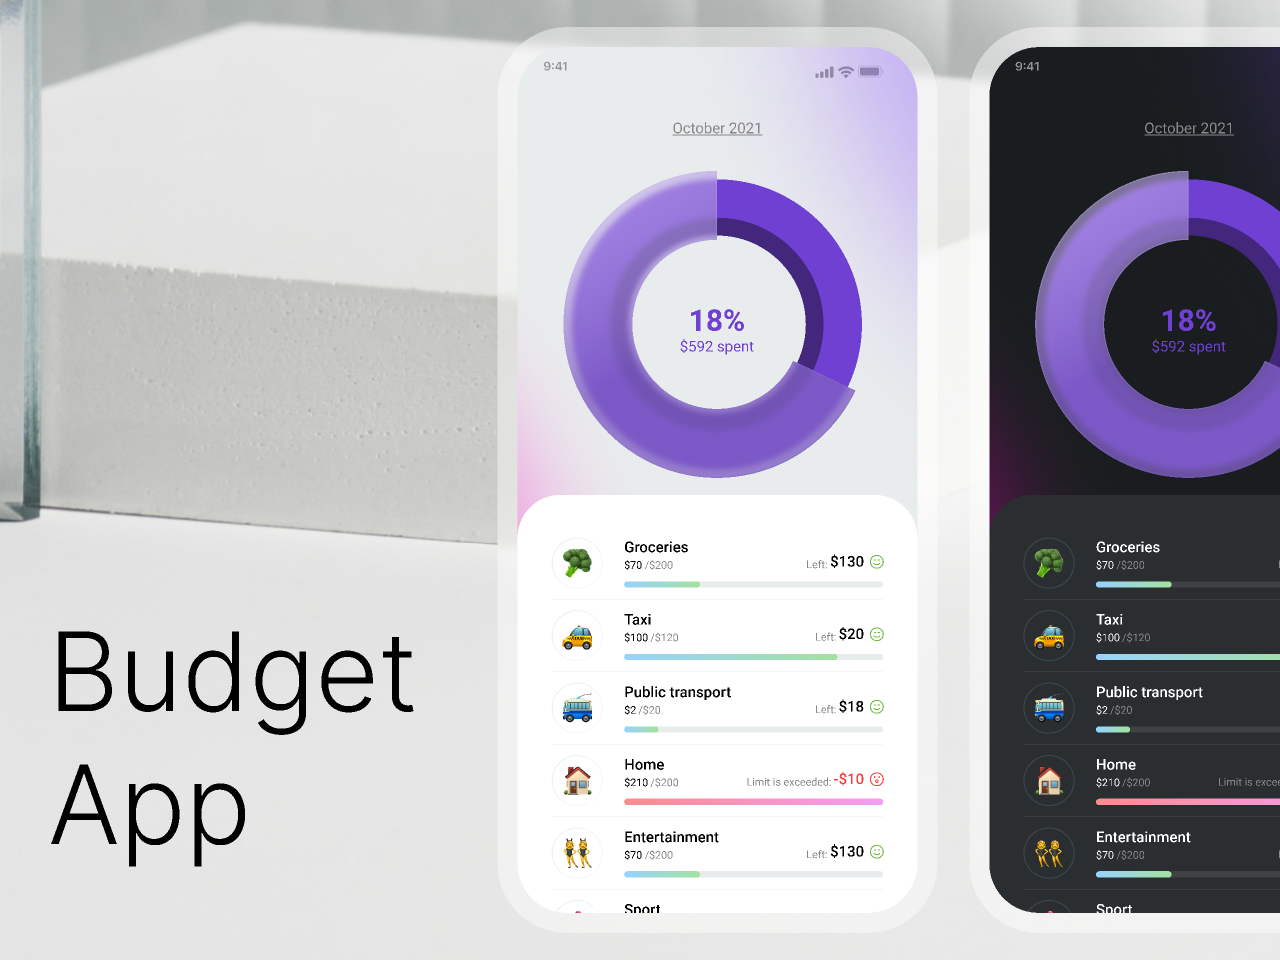 Budget
App
9:41
October 2021
18%
$592 spent
Groceries
$70 /$200
Left: $130
Taxi
$100 /$120
Left: $20
Public transport
$2 /$20
Left: $18
Home
$210 /$200
Limit is exceeded: -$10
Entertainment
$70 /$200
Left: $130
Sport
9:41
October 2021
18%
$592 spent
Groceries
$70 /$200
Taxi
$100 /$120
Public transport
$2 /$20
Home
$210 /$200
Limit is
Entertainment
$70 /$200
Sport